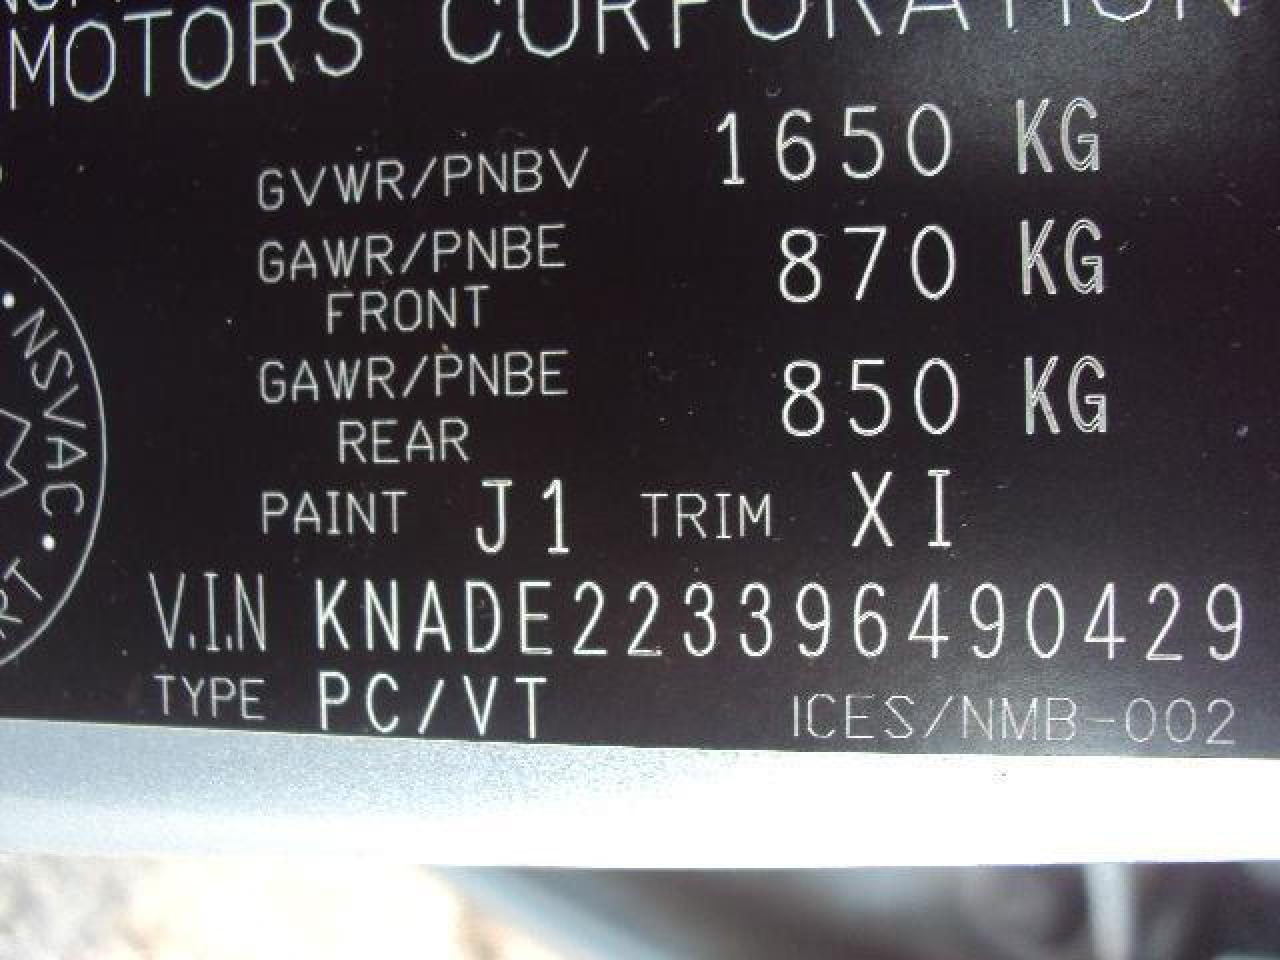 MOTORS CORPORATION
GVWR/PNBV 1650 KG
GAWR/PNBE 870 KG
FRONT
GAWR/PNBE 850 KG
REAR
PAINT J1 TRIM XI
V.I.N KNADE223396490429
TYPE PC/VT ICES/NMB-002
NSVAC